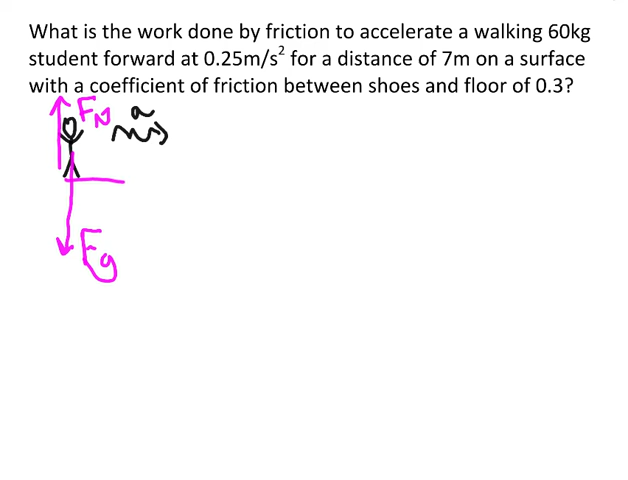 What is the work done by friction to accelerate a walking 60kg
student forward at 0.25m/s² for a distance of 7m on a surface
with a coefficient of friction between shoes and floor of 0.3?
FN a
Fg